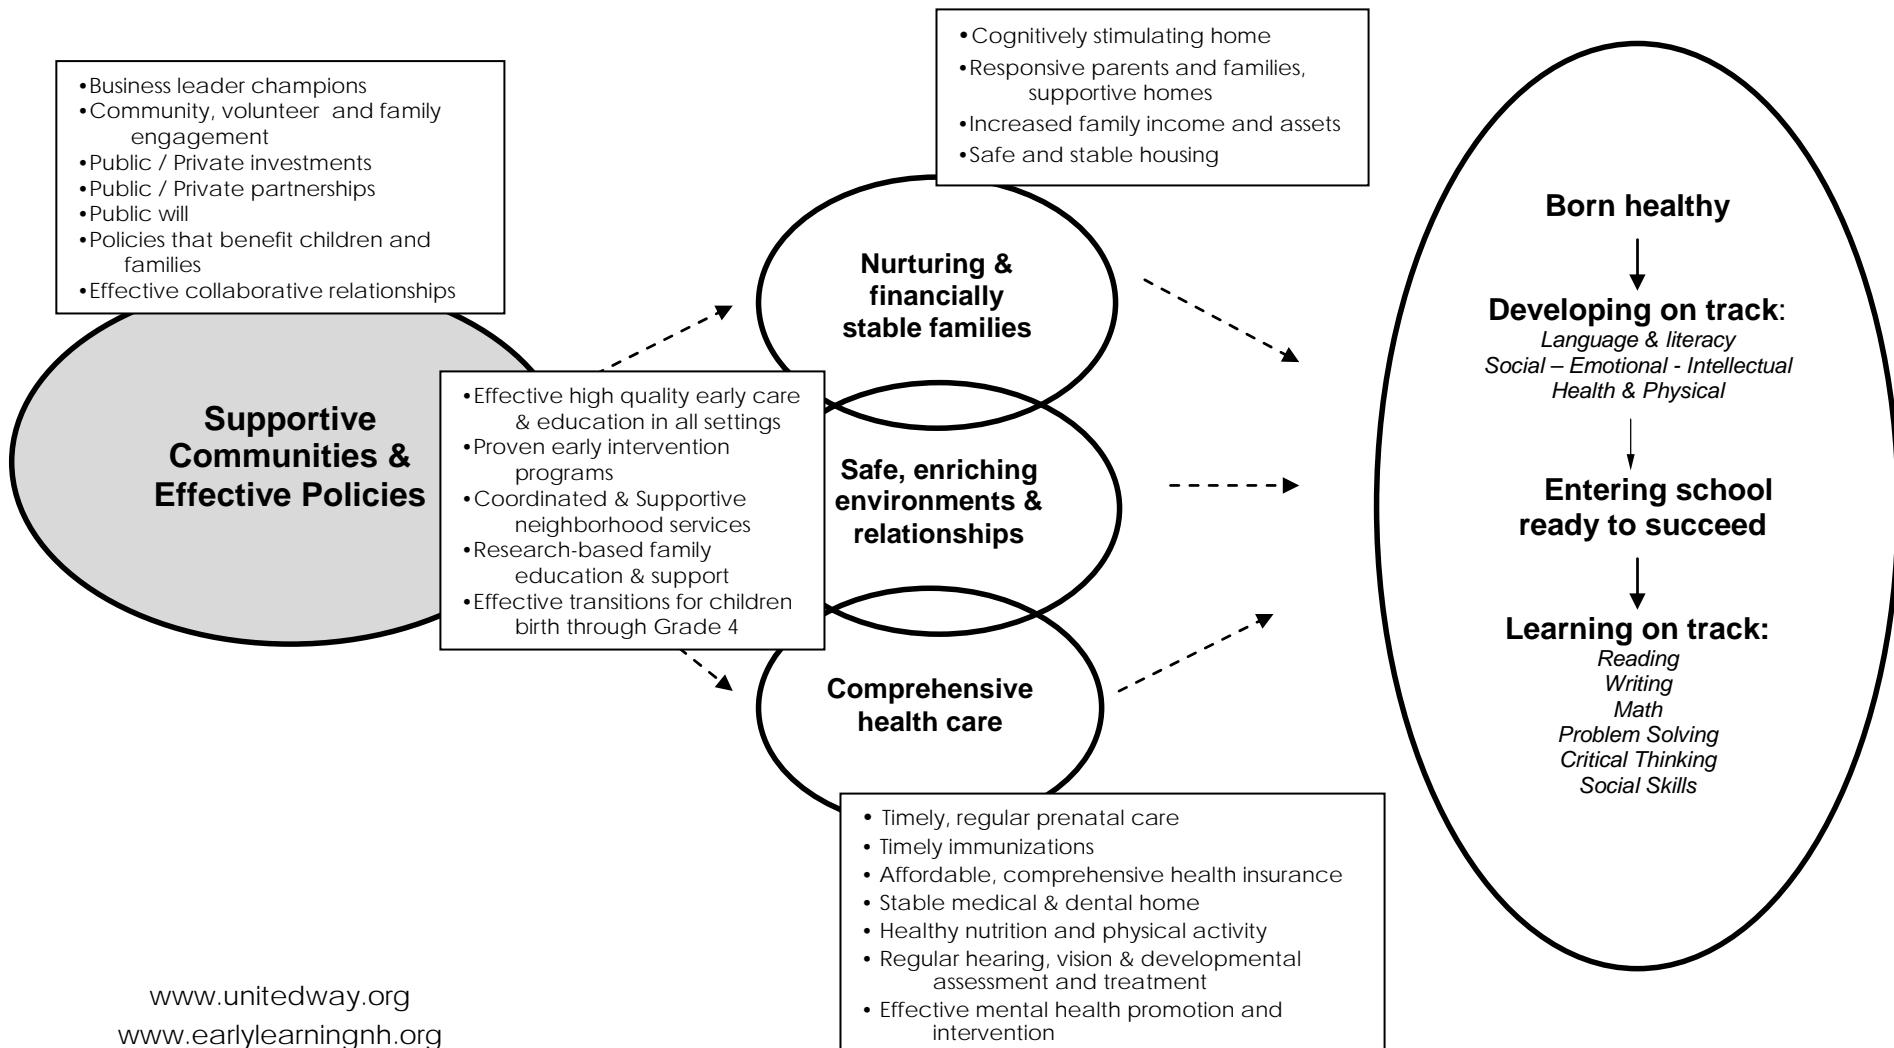 •Business leader champions
•Community, volunteer and family
engagement
•Public / Private investments
•Public / Private partnerships
•Public will
•Policies that benefit children and
families
•Effective collaborative relationships
Supportive
Communities &
Effective Policies
•Effective high quality early care
& education in all settings
•Proven early intervention
programs
•Coordinated & Supportive
neighborhood services
•Research-based family
education & support
•Effective transitions for children
birth through Grade 4
•Cognitively stimulating home
•Responsive parents and families,
supportive homes
•Increased family income and assets
•Safe and stable housing
Nurturing &
financially
stable families
Safe, enriching
environments &
relationships
Comprehensive
health care
• Timely, regular prenatal care
• Timely immunizations
• Affordable, comprehensive health insurance
• Stable medical & dental home
• Healthy nutrition and physical activity
• Regular hearing, vision & developmental
assessment and treatment
• Effective mental health promotion and
intervention
Born healthy
Developing on track:
Language & literacy
Social – Emotional - Intellectual
Health & Physical
Entering school
ready to succeed
Learning on track:
Reading
Writing
Math
Problem Solving
Critical Thinking
Social Skills
www.unitedway.org
www.earlylearningnh.org